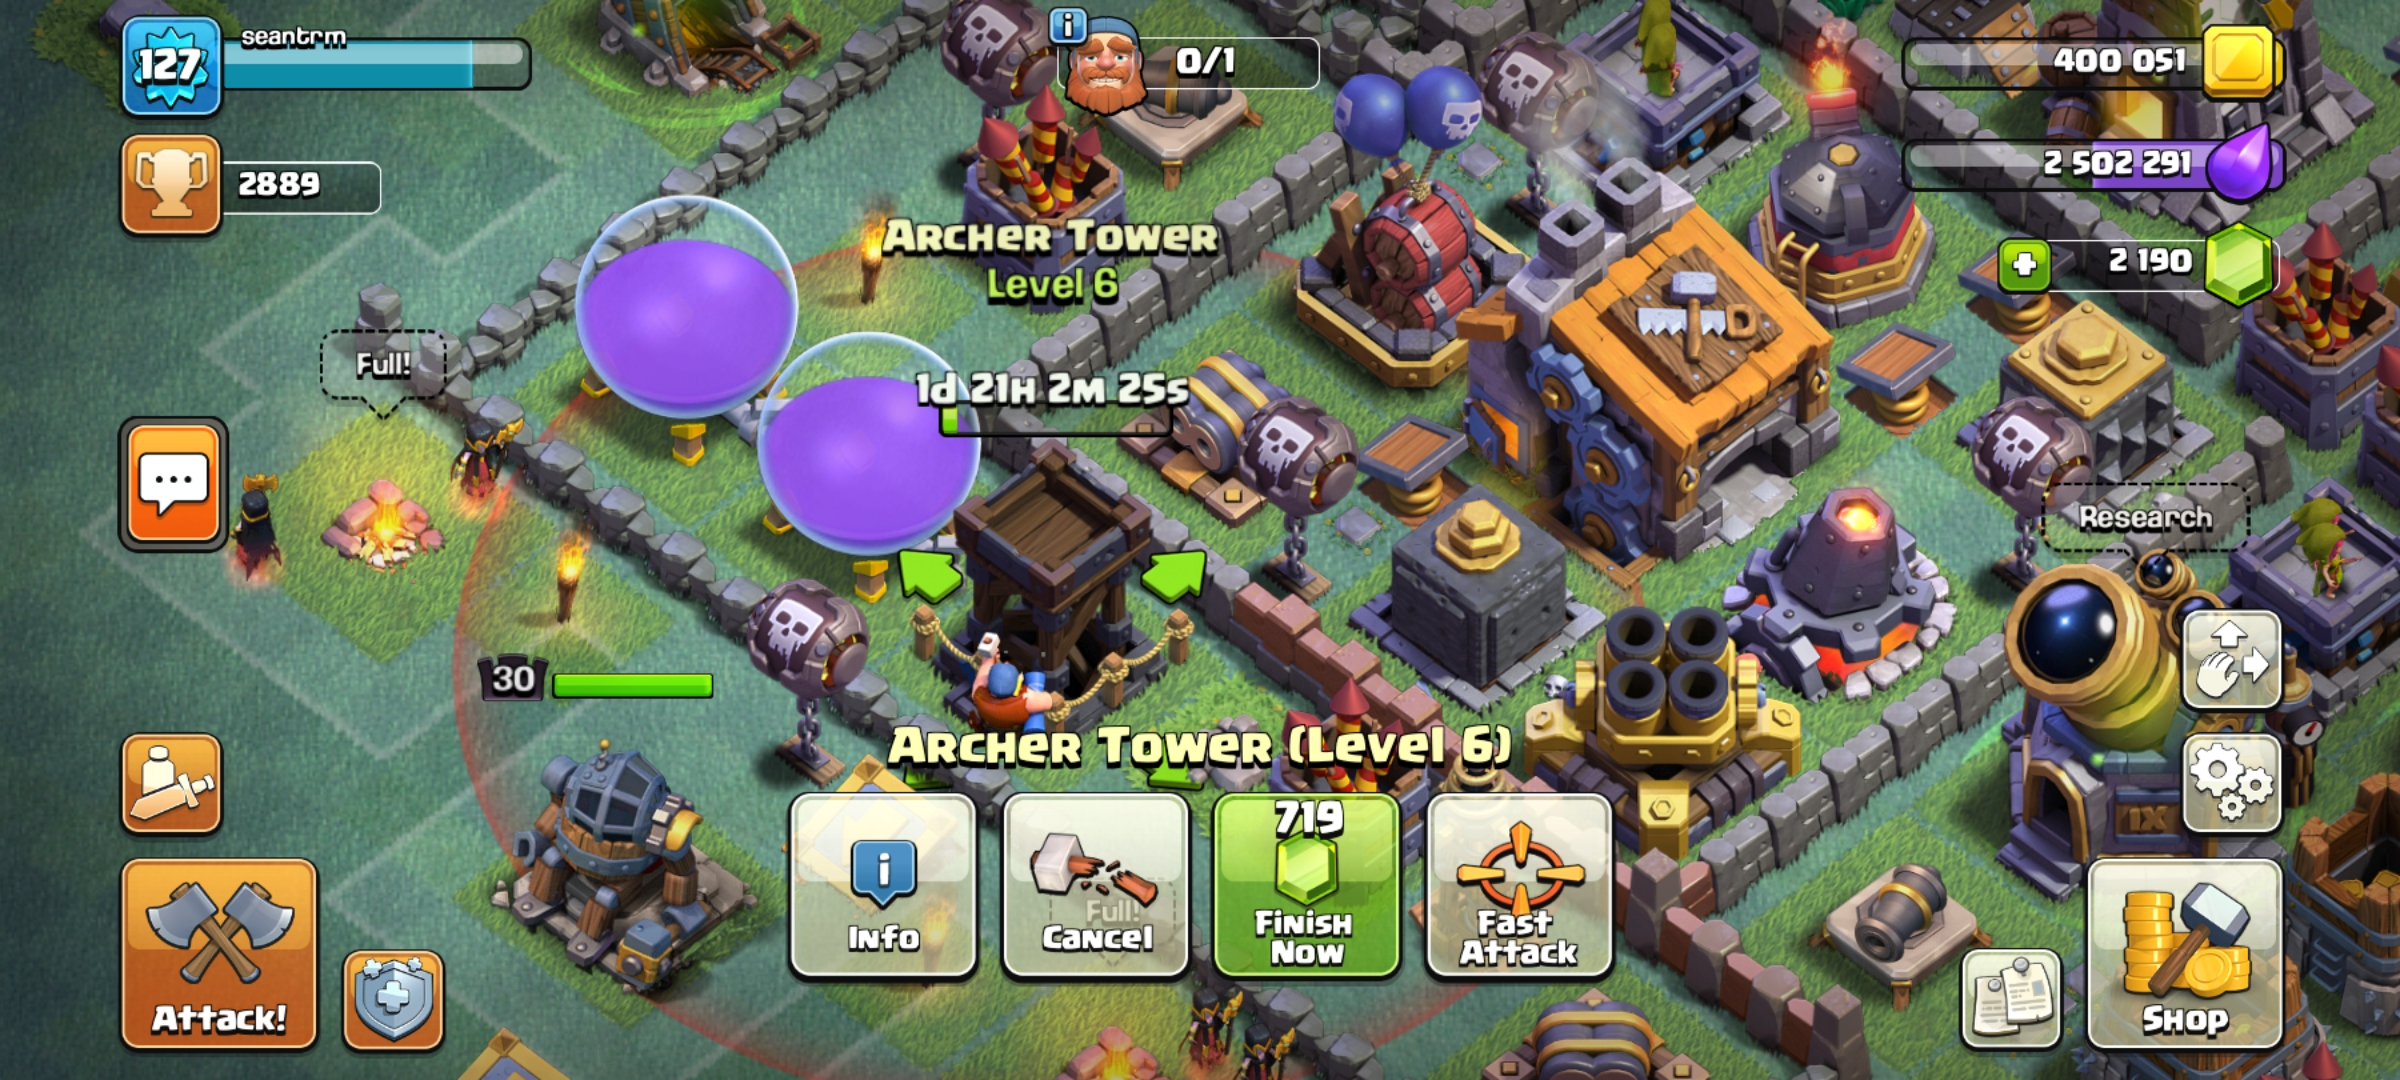 127
seantrm
0/1
400 051
2889
2 502 291
Archer Tower
Level 6
2 190
Full!
1d 21H 2M 25s
Research
30
Archer Tower (Level 6)
719
IX
Full!
Info
Cancel
Finish
Now
Fast
Attack
Attack!
Shop